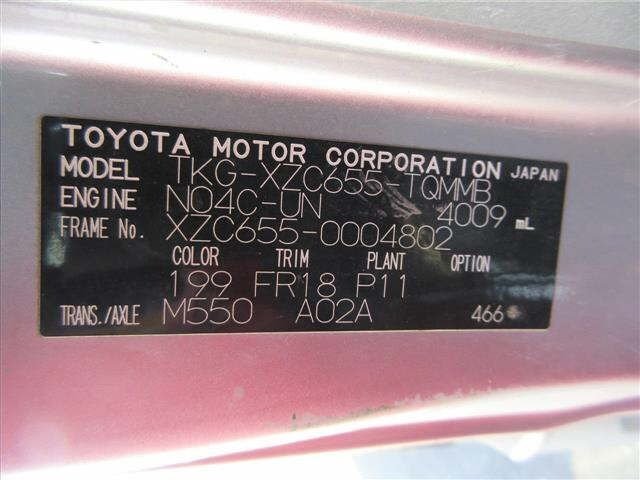 TOYOTA MOTOR CORPORATION JAPAN
MODEL TKG-XZC655-TQMMB
ENGINE N04C-UN 4009 mL
FRAME No. XZC655-0004802
COLOR TRIM PLANT OPTION
199 FR18 P11
TRANS./AXLE M550 A02A 466